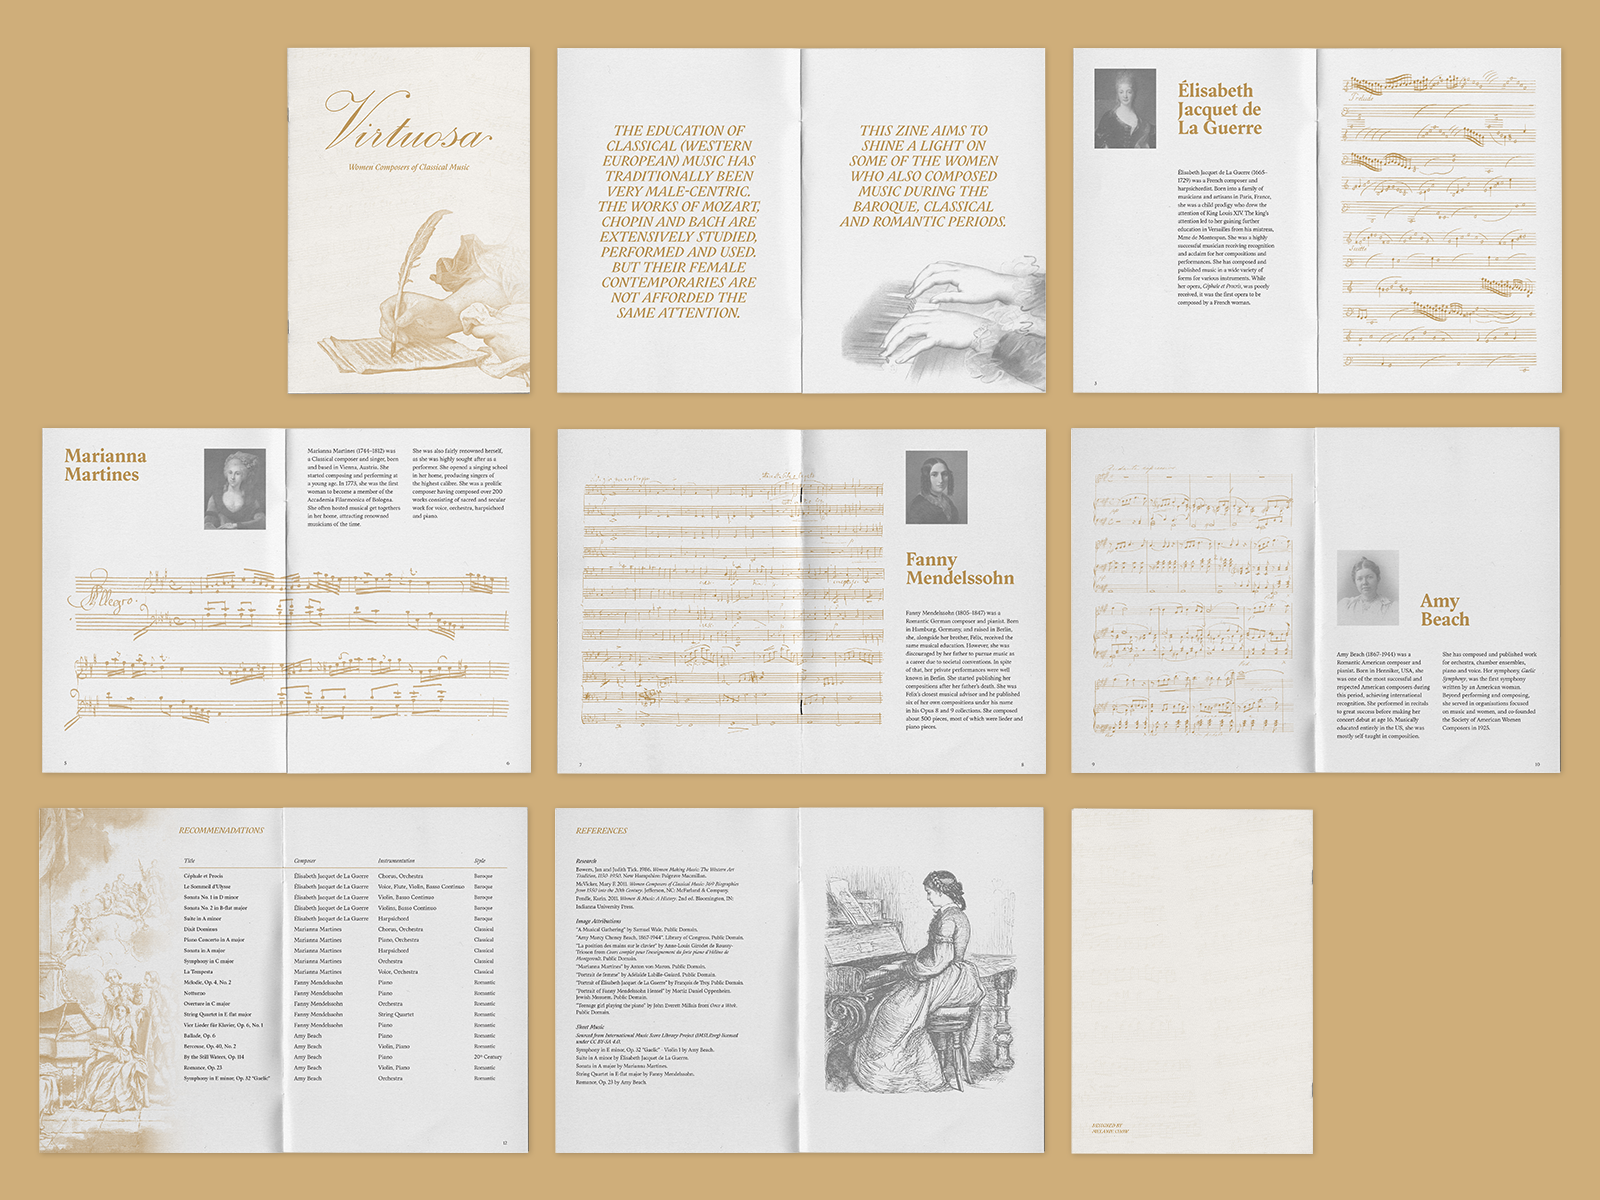 Virtuosa
Women Composers of Classical Music
THE EDUCATION OF
CLASSICAL (WESTERN
EUROPEAN) MUSIC HAS
TRADITIONALLY BEEN
VERY MALE-CENTRIC.
THE WORKS OF MOZART,
CHOPIN AND BACH ARE
EXTENSIVELY STUDIED,
PERFORMED AND USED.
BUT THEIR FEMALE
CONTEMPORARIES ARE
NOT AFFORDED THE
SAME ATTENTION.
THIS ZINE AIMS TO
SHINE A LIGHT ON
SOME OF THE WOMEN
WHO ALSO COMPOSED
MUSIC DURING THE
BAROQUE, CLASSICAL
AND ROMANTIC PERIODS.
Élisabeth
Jacquet de
La Guerre
Élisabeth Jacquet de La Guerre (1665–
1729) was a French composer and
harpsichordist. Born into a family of
musicians and artisans in Paris, France,
she was a child prodigy who drew the
attention of King Louis XIV. The king's
attention led to her gaining further
education in Versailles from his mistress,
Mme de Montespan. She was a highly
successful musician receiving recognition
and acclaim for her compositions and
performances. She has composed and
published music in a wide variety of
forms for various instruments. While
her opera, Céphale et Procris, was poorly
received, it was the first opera to be
composed by a French woman.
3
Prelude
Marianna
Martines
Marianna Martines (1744–1812) was
a Classical composer and singer, born
and based in Vienna, Austria. She
started composing and performing at
a young age. In 1773, she was the first
woman to become a member of the
Accademia Filarmonica of Bologna.
She often hosted musical get togethers
in her home, attracting renowned
musicians of the time.
She was also fairly renowned herself,
as she was highly sought after as a
performer. She opened a singing school
in her home, producing singers of
the highest calibre. She was a prolific
composer having composed over 200
works consisting of sacred and secular
work for voice, orchestra, harpsichord
and piano.
Allegro.
5
6
Fanny
Mendelssohn
Fanny Mendelssohn (1805–1847) was a
Romantic German composer and pianist. Born
in Hamburg, Germany, and raised in Berlin,
she, alongside her brother, Felix, received the
same musical education. However, she was
discouraged by her father to pursue music as
a career due to societal conventions. In spite
of that, her private performances were well
known in Berlin. She started publishing her
compositions after her father's death. She was
Felix's closest musical advisor and he published
six of her own compositions under his name
in his Opus 8 and 9 collections. She composed
about 500 pieces, most of which were lieder and
piano pieces.
7
8
Amy
Beach
Amy Beach (1867–1944) was a
Romantic American composer and
pianist. Born in Henniker, USA, she
was one of the most successful and
respected American composers during
this period, achieving international
recognition. She performed in recitals
to great success before making her
concert debut at age 16. Musically
educated entirely in the US, she was
mostly self-taught in composition.
She has composed and published work
for orchestra, chamber ensembles,
piano and voice. Her symphony, Gaelic
Symphony, was the first symphony
written by an American woman.
Beyond performing and composing,
she served in organisations focused
on music and women, and co-founded
the Society of American Women
Composers in 1925.
9
10
RECOMMENADATIONS
Title Composer Instrumentation Style
Céphale et Procis Élisabeth Jacquet de La Guerre Chorus, Orchestra Baroque
Le Sommeil d'Ulysse Élisabeth Jacquet de La Guerre Voice, Flute, Violin, Basso Continuo Baroque
Sonata No. 1 in D minor Élisabeth Jacquet de La Guerre Violin, Basso Continuo Baroque
Sonata No. 2 in B-flat major Élisabeth Jacquet de La Guerre Violins, Basso Continuo Baroque
Suite in A minor Élisabeth Jacquet de La Guerre Harpsichord Baroque
Dixit Dominus Marianna Martines Chorus, Orchestra Classical
Piano Concerto in A major Marianna Martines Piano, Orchestra Classical
Sonata in A major Marianna Martines Harpsichord Classical
Symphony in C major Marianna Martines Orchestra Classical
La Tempesta Marianna Martines Voice, Orchestra Classical
Mélodie, Op. 4, No. 2 Fanny Mendelssohn Piano Romantic
Notturno Fanny Mendelssohn Piano Romantic
Overture in C major Fanny Mendelssohn Orchestra Romantic
String Quartet in E flat major Fanny Mendelssohn String Quartet Romantic
Vier Lieder für Klavier, Op. 6, No. 1 Fanny Mendelssohn Piano Romantic
Ballade, Op. 6 Amy Beach Piano Romantic
Berceuse, Op. 40, No. 2 Amy Beach Violin, Piano Romantic
By the Still Waters, Op. 114 Amy Beach Piano 20th Century
Romance, Op. 23 Amy Beach Violin, Piano Romantic
Symphony in E minor, Op. 32 "Gaelic" Amy Beach Orchestra Romantic
12
REFERENCES
Research
Bowers, Jan and Judith Tick. 1986. Women Making Music: The Western Art
Tradition, 1150-1950. New Hampshire: Palgrave Macmillan.
McVicker, Mary F. 2011. Women Composers of Classical Music: 369 Biographies
from 1550 into the 20th Century. Jefferson, NC: McFarland & Company.
Pendle, Karin. 2011. Women & Music: A History. 2nd ed. Bloomington, IN:
Indianna University Press.
Image Attributions
"A Musical Gathering" by Samuel Wale. Public Domain.
"Amy Marcy Cheney Beach, 1867-1944". Library of Congress. Public Domain.
"La position des mains sur le clavier" by Anne-Louis Girodet de Roussy-
Trioson from Cours complet pour l'enseignement du forte piano d'Hélène de
Montgerolt. Public Domain.
"Marianna Martines" by Anton von Maron. Public Domain.
"Portrait de femme" by Adélaïde Labille-Guiard. Public Domain.
"Portrait of Élisabeth Jacquet de La Guerre" by François de Troy. Public Domain.
"Portrait of Fanny Mendelssohn Hensel" by Moritz Daniel Oppenheim.
Jewish Museum. Public Domain.
"Teenage girl playing the piano" by John Everett Millais from Once a Week.
Public Domain.
Sheet Music
Sourced from International Music Score Library Project (IMSLP.org) licensed
under CC BY-SA 4.0.
Symphony in E minor, Op. 32 "Gaelic" - Violin I by Amy Beach.
Suite in A minor by Élisabeth Jacquet de La Guerre.
Sonata in A major by Marianna Martines.
String Quartet in E-flat major by Fanny Mendelssohn.
Romance, Op. 23 by Amy Beach.
DESIGNED BY
MELANIE CHOW